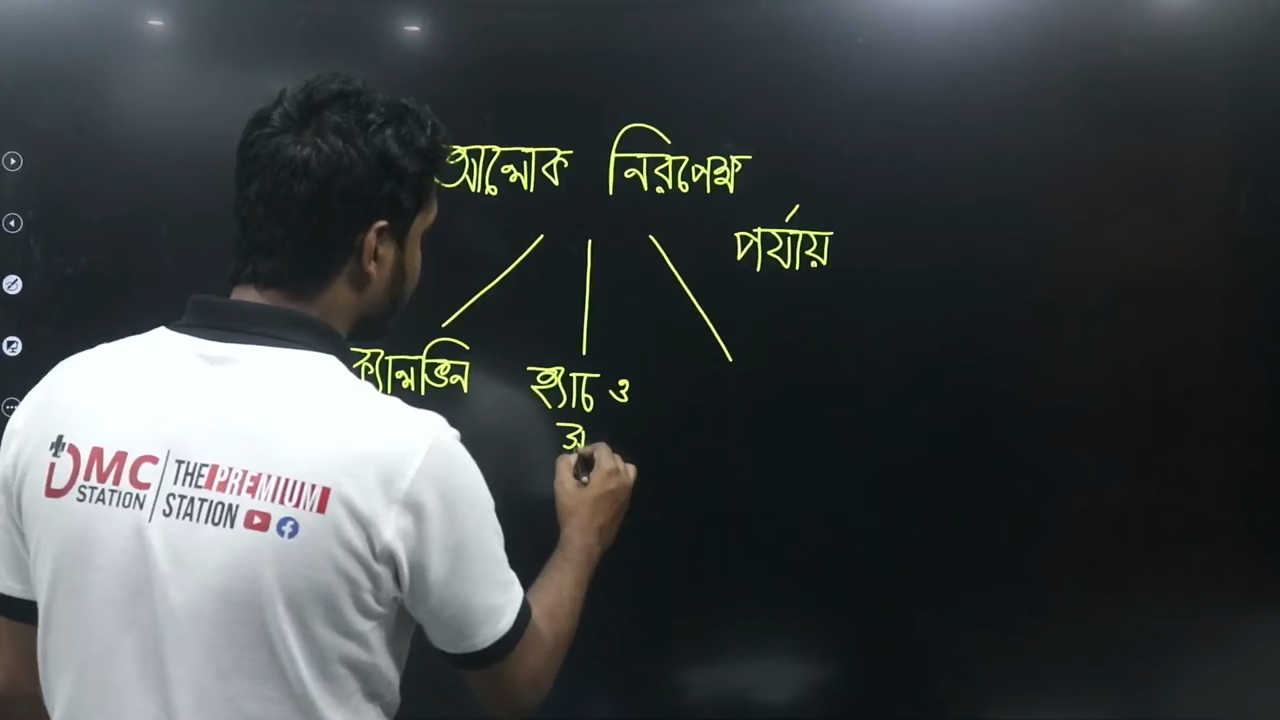 আলোক নিরপেক্ষ
পর্যায়
ক্যালভিন
হ্যাচ ও
স্ল
DMC STATION
THE PREMIUM STATION